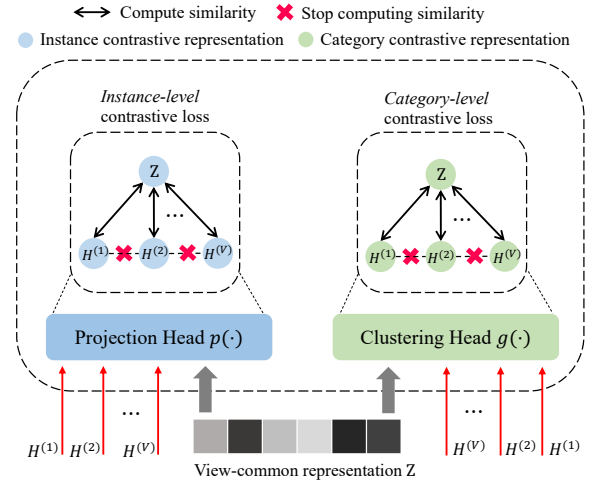 Compute similarity Stop computing similarity
Instance contrastive representation Category contrastive representation
Instance-level
contrastive loss
Category-level
contrastive loss
Z
...
H^(1) H^(2) H^(V)
Z
...
H^(1) H^(2) H^(V)
Projection Head p(·)
Clustering Head g(·)
H^(1) H^(2) ... H^(V)
... H^(V) H^(2) H^(1)
View-common representation Z